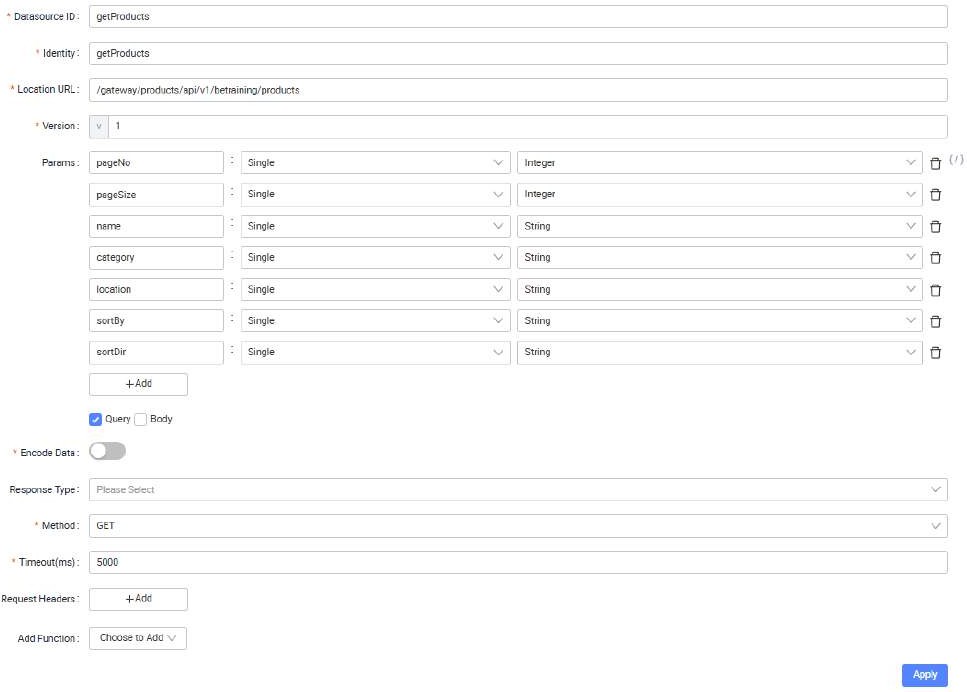 * Datasource ID : getProducts
* Identity : getProducts
* Location URL : /gateway/products/api/v1/betraining/products
* Version : v 1
Params : pageNo : Single Integer (/)
pageSize : Single Integer
name : Single String
category : Single String
location : Single String
sortBy : Single String
sortDir : Single String
+Add
Query Body
* Encode Data :
Response Type : Please Select
* Method : GET
* Timeout(ms) : 5000
Request Headers : +Add
Add Function : Choose to Add
Apply